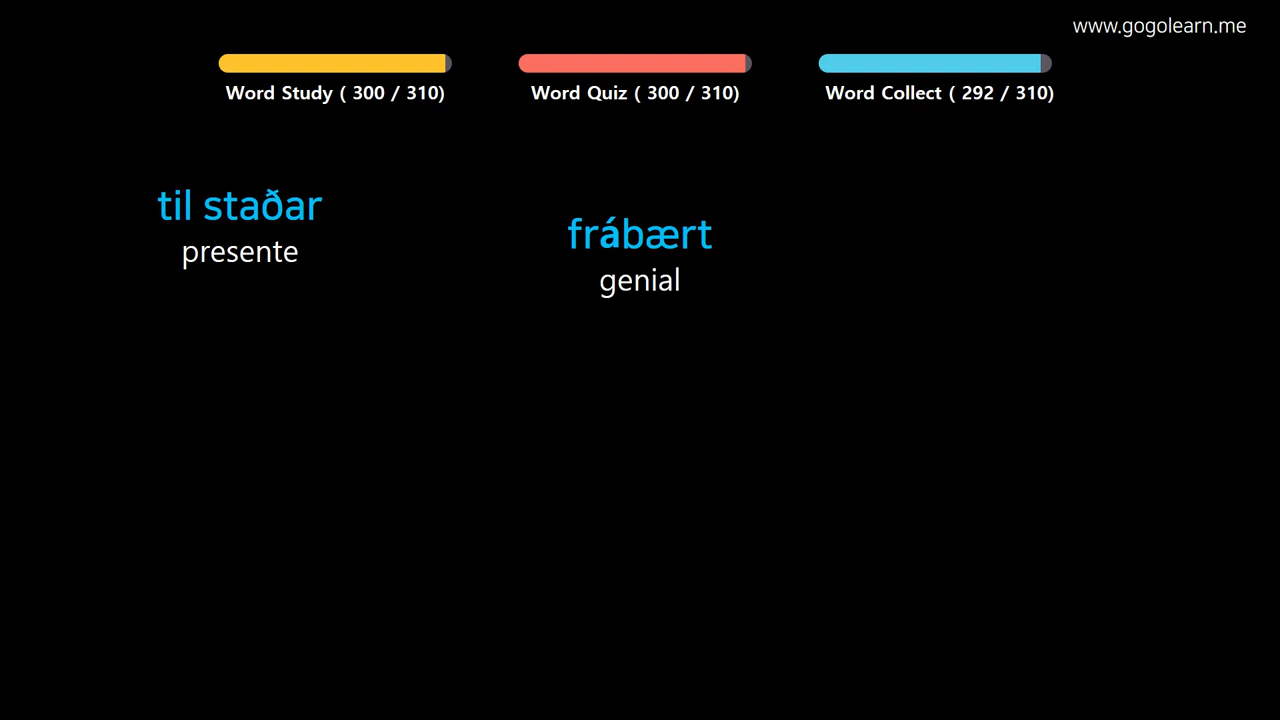 www.gogolearn.me
Word Study ( 300 / 310)
Word Quiz ( 300 / 310)
Word Collect ( 292 / 310)
til staðar
presente
frábært
genial